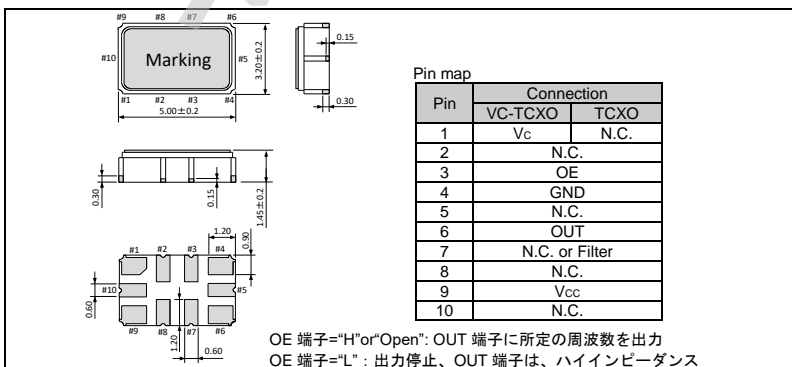 #9 #8 #7 #6
#10 Marking #5
#1 #2 #3 #4
5.00±0.2
3.20±0.2
0.15
0.30
0.30
0.15
1.45±0.2
1.20
0.90
#1 #2 #3 #4
#10 #5
0.60
#9 #8 #7 #6
1.20
0.60
Pin map
Pin Connection
VC-TCXO TCXO
1 Vc N.C.
2 N.C.
3 OE
4 GND
5 N.C.
6 OUT
7 N.C. or Filter
8 N.C.
9 Vcc
10 N.C.
OE 端子="H"or"Open": OUT 端子に所定の周波数を出力
OE 端子="L" : 出力停止、OUT 端子は、ハイインピーダンス